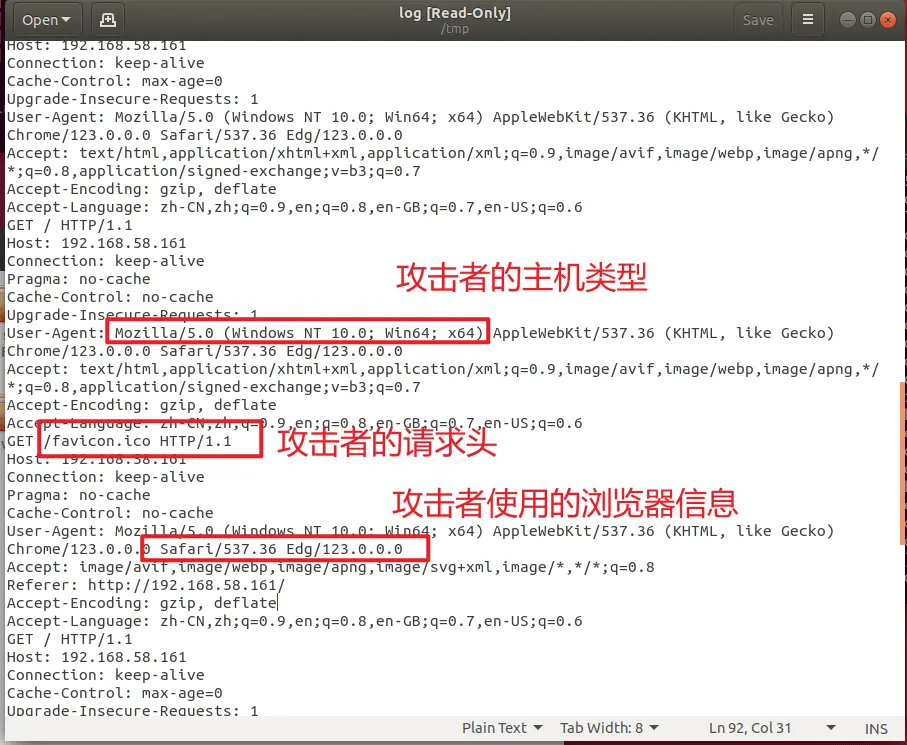 Open
log [Read-Only]
/tmp
Save
Host: 192.168.58.161
Connection: keep-alive
Cache-Control: max-age=0
Upgrade-Insecure-Requests: 1
User-Agent: Mozilla/5.0 (Windows NT 10.0; Win64; x64) AppleWebKit/537.36 (KHTML, like Gecko)
Chrome/123.0.0.0 Safari/537.36 Edg/123.0.0.0
Accept: text/html,application/xhtml+xml,application/xml;q=0.9,image/avif,image/webp,image/apng,*/
*;q=0.8,application/signed-exchange;v=b3;q=0.7
Accept-Encoding: gzip, deflate
Accept-Language: zh-CN,zh;q=0.9,en;q=0.8,en-GB;q=0.7,en-US;q=0.6
GET / HTTP/1.1
Host: 192.168.58.161
Connection: keep-alive
Pragma: no-cache
攻击者的主机类型
Cache-Control: no-cache
Upgrade-Insecure-Requests: 1
User-Agent: Mozilla/5.0 (Windows NT 10.0; Win64; x64) AppleWebKit/537.36 (KHTML, like Gecko)
Chrome/123.0.0.0 Safari/537.36 Edg/123.0.0.0
Accept: text/html,application/xhtml+xml,application/xml;q=0.9,image/avif,image/webp,image/apng,*/
*;q=0.8,application/signed-exchange;v=b3;q=0.7
Accept-Encoding: gzip, deflate
Accept-Language: zh-CN,zh;q=0.9,en;q=0.8,en-GB;q=0.7,en-US;q=0.6
GET /favicon.ico HTTP/1.1
攻击者的请求头
Host: 192.168.58.161
Connection: keep-alive
Pragma: no-cache
攻击者使用的浏览器信息
Cache-Control: no-cache
User-Agent: Mozilla/5.0 (Windows NT 10.0; Win64; x64) AppleWebKit/537.36 (KHTML, like Gecko)
Chrome/123.0.0.0 Safari/537.36 Edg/123.0.0.0
Accept: image/avif,image/webp,image/apng,image/svg+xml,image/*,*/*;q=0.8
Referer: http://192.168.58.161/
Accept-Encoding: gzip, deflate
Accept-Language: zh-CN,zh;q=0.9,en;q=0.8,en-GB;q=0.7,en-US;q=0.6
GET / HTTP/1.1
Host: 192.168.58.161
Connection: keep-alive
Cache-Control: max-age=0
Upgrade-Insecure-Requests: 1
Plain Text
Tab Width: 8
Ln 92, Col 31
INS